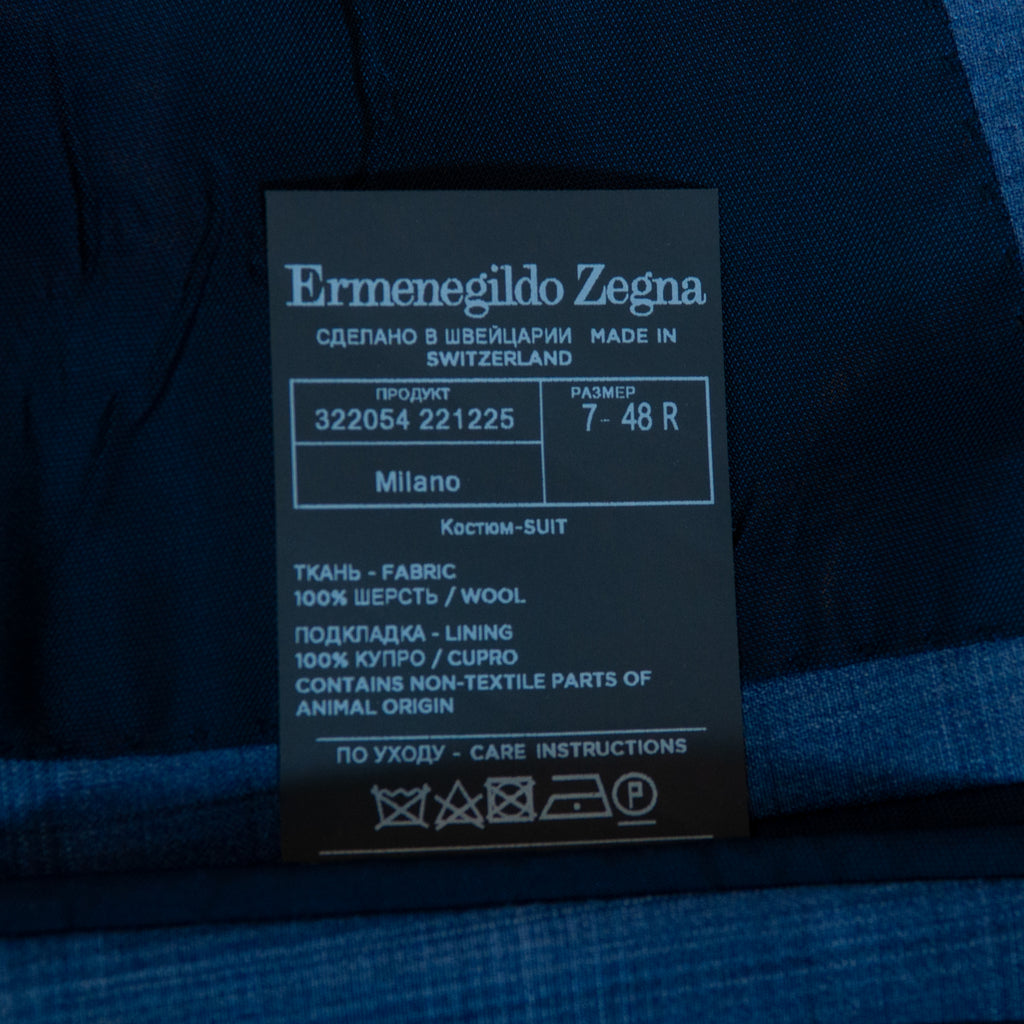 Ermenegildo Zegna
СДЕЛАНО В ШВЕЙЦАРИИ MADE IN
SWITZERLAND
ПРОДУКТ
322054 221225
РАЗМЕР
7- 48 R
Milano
Костюм-SUIT
ТКАНЬ - FABRIC
100% ШЕРСТЬ / WOOL
ПОДКЛАДКА - LINING
100% КУПРО / CUPRO
CONTAINS NON-TEXTILE PARTS OF
ANIMAL ORIGIN
ПО УХОДУ - CARE INSTRUCTIONS
P